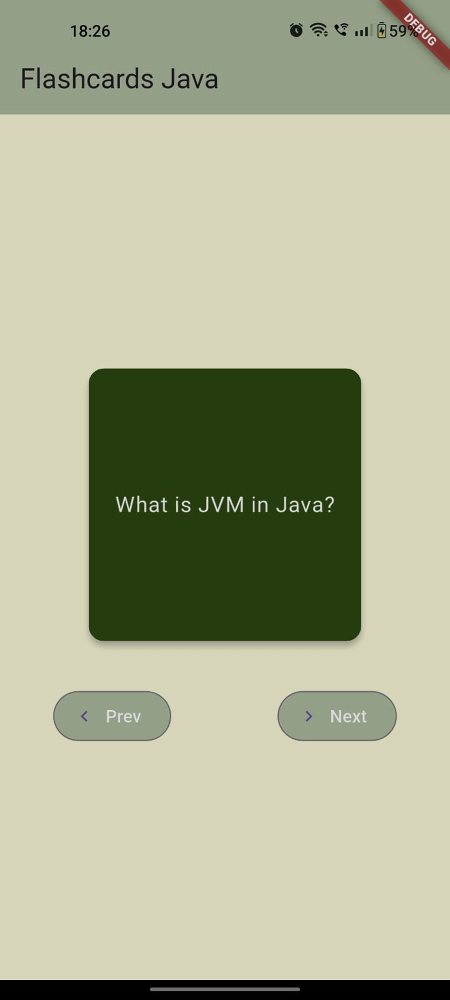 18:26
59%
DEBUG
Flashcards Java
What is JVM in Java?
Prev
Next